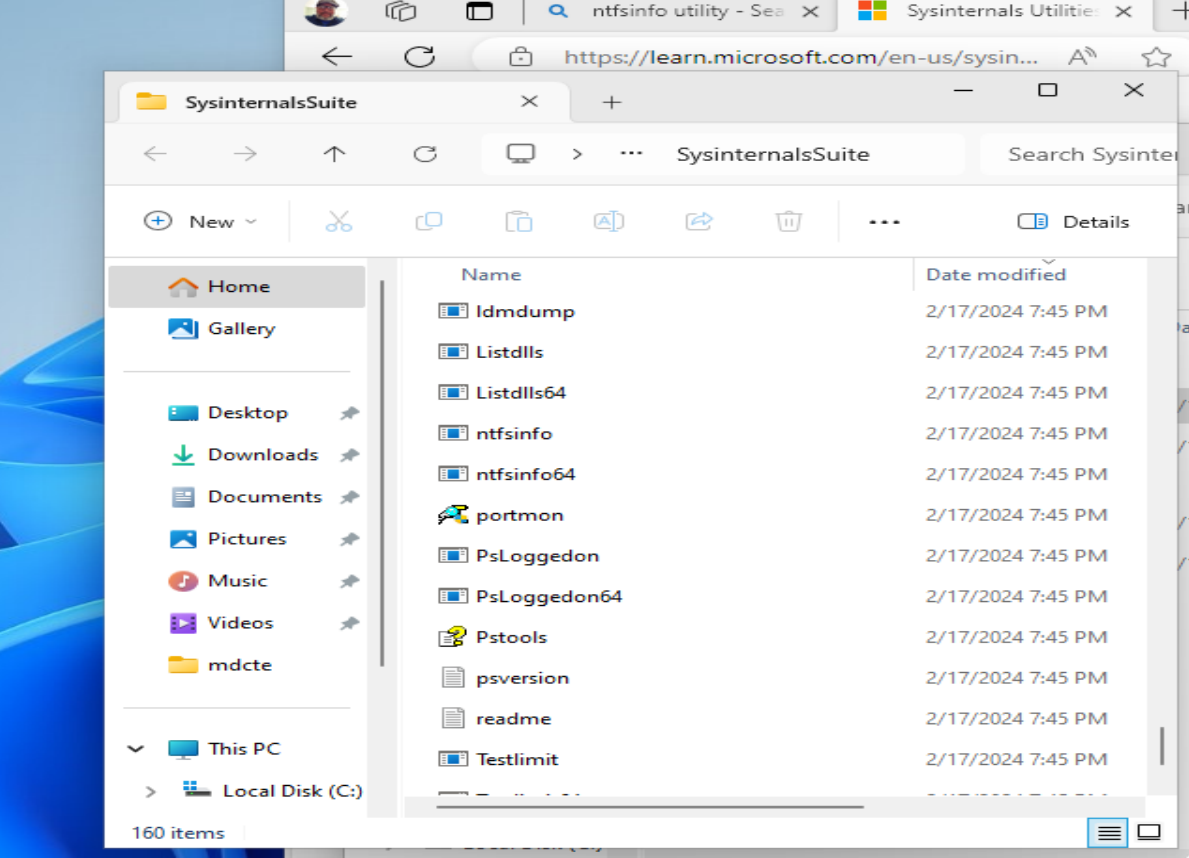 ntfsinfo utility - Sea
Sysinternals Utilities
https://learn.microsoft.com/en-us/sysin...
SysinternalsSuite
... SysinternalsSuite
Search Sysinter
New
Details
Name Date modified
Home
Gallery
Desktop
Downloads
Documents
Pictures
Music
Videos
mdcte
This PC
Local Disk (C:)
ldmdump 2/17/2024 7:45 PM
Listdlls 2/17/2024 7:45 PM
Listdlls64 2/17/2024 7:45 PM
ntfsinfo 2/17/2024 7:45 PM
ntfsinfo64 2/17/2024 7:45 PM
portmon 2/17/2024 7:45 PM
PsLoggedon 2/17/2024 7:45 PM
PsLoggedon64 2/17/2024 7:45 PM
Pstools 2/17/2024 7:45 PM
psversion 2/17/2024 7:45 PM
readme 2/17/2024 7:45 PM
Testlimit 2/17/2024 7:45 PM
160 items